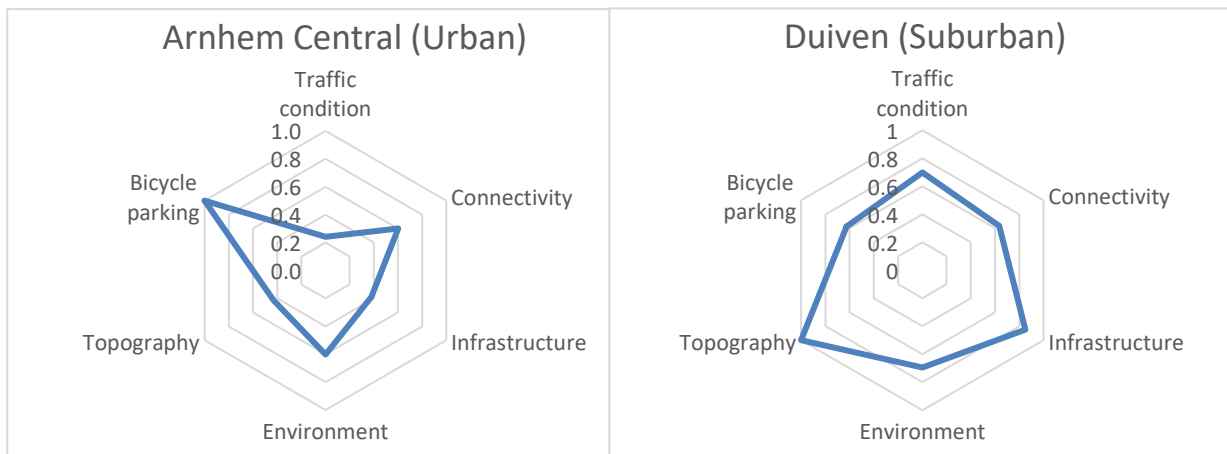 Arnhem Central (Urban)
Traffic
condition
1.0
0.8
0.6
0.4
0.2
0.0
Connectivity
Infrastructure
Environment
Topography
Bicycle
parking
Duiven (Suburban)
Traffic
condition
1
0.8
0.6
0.4
0.2
0
Connectivity
Infrastructure
Environment
Topography
Bicycle
parking